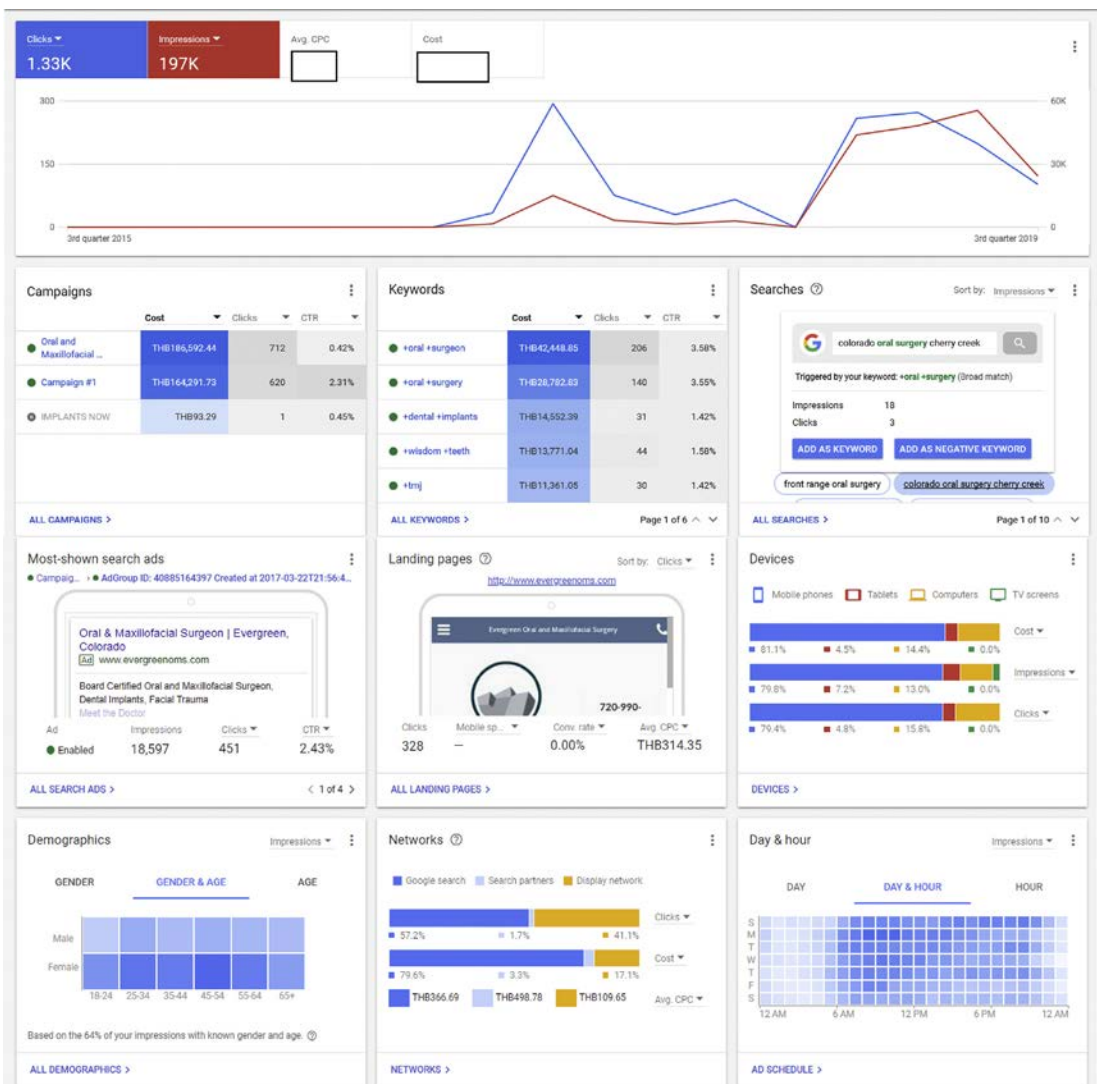 Clicks Impressions Avg. CPC Cost
1.33K 197K
300 60K
150 30K
0 0
3rd quarter 2015 3rd quarter 2019
Campaigns
Cost Clicks CTR
Oral and Maxillofacial ... THB186,592.44 712 0.42%
Campaign #1 THB164,291.73 620 2.31%
IMPLANTS NOW THB93.29 1 0.45%
ALL CAMPAIGNS >
Keywords
Cost Clicks CTR
+oral +surgeon THB42,448.85 206 3.58%
+oral +surgery THB28,782.83 140 3.55%
+dental +implants THB14,552.39 31 1.42%
+wisdom +teeth THB13,771.04 44 1.58%
+tmj THB11,361.05 30 1.42%
ALL KEYWORDS > Page 1 of 6
Searches Sort by: Impressions
colorado oral surgery cherry creek
Triggered by your keyword: +oral +surgery (Broad match)
Impressions 18
Clicks 3
ADD AS KEYWORD ADD AS NEGATIVE KEYWORD
front range oral surgery colorado oral surgery cherry creek
ALL SEARCHES > Page 1 of 10
Most-shown search ads
Campaig... › AdGroup ID: 40885164397 Created at 2017-03-22T21:56:4...
Oral & Maxillofacial Surgeon | Evergreen,
Colorado
Ad www.evergreenoms.com
Board Certified Oral and Maxillofacial Surgeon,
Dental Implants, Facial Trauma
Meet the Doctor
Ad Impressions Clicks CTR
Enabled 18,597 451 2.43%
ALL SEARCH ADS > < 1 of 4 >
Landing pages Sort by: Clicks
http://www.evergreenoms.com
Evergreen Oral and Maxillofacial Surgery
720-990-
Clicks Mobile sp... Conv. rate Avg. CPC
328 – 0.00% THB314.35
ALL LANDING PAGES >
Devices
Mobile phones Tablets Computers TV screens
Cost
81.1% 4.5% 14.4% 0.0%
Impressions
79.8% 7.2% 13.0% 0.0%
Clicks
79.4% 4.8% 15.8% 0.0%
DEVICES >
Demographics Impressions
GENDER GENDER & AGE AGE
Male
Female
18-24 25-34 35-44 45-54 55-64 65+
Based on the 64% of your impressions with known gender and age.
ALL DEMOGRAPHICS >
Networks
Google search Search partners Display network
Clicks
57.2% 1.7% 41.1%
Cost
79.6% 3.3% 17.1%
THB366.69 THB498.78 THB109.65 Avg. CPC
NETWORKS >
Day & hour Impressions
DAY DAY & HOUR HOUR
S
M
T
W
T
F
S
12 AM 6 AM 12 PM 6 PM 12 AM
AD SCHEDULE >